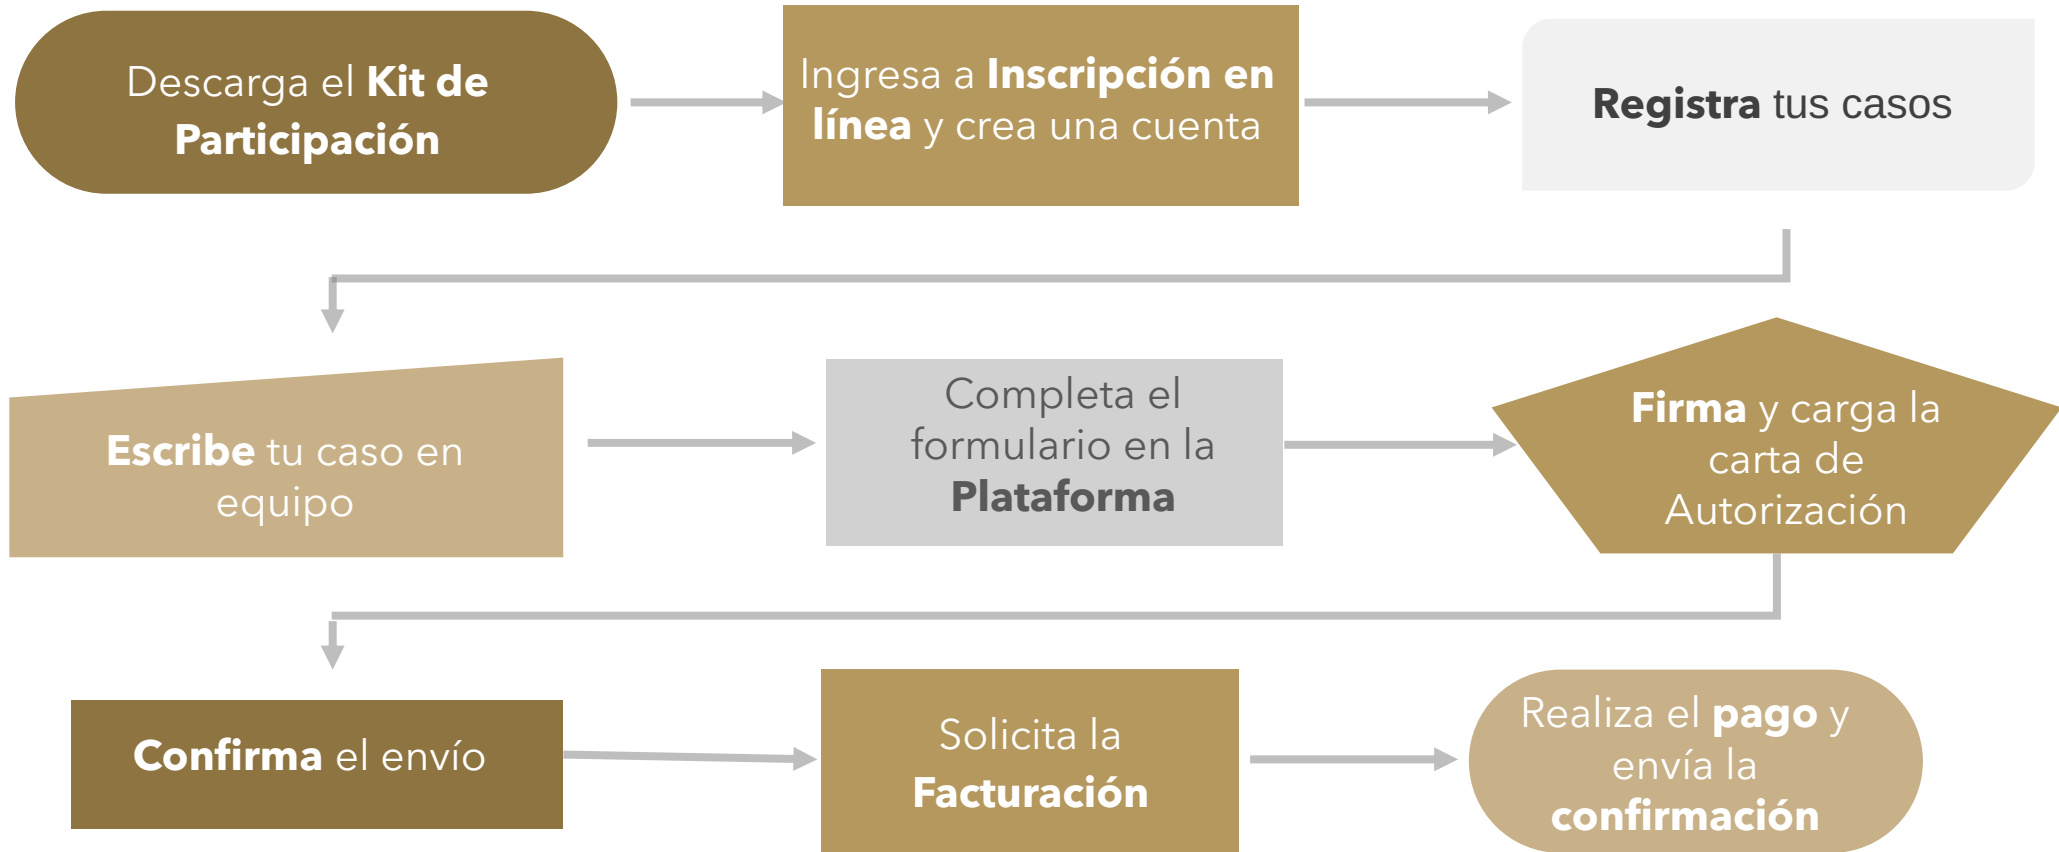 Descarga el Kit de
Participación
Ingresa a Inscripción en
línea y crea una cuenta
Registra tus casos
Escribe tu caso en
equipo
Completa el
formulario en la
Plataforma
Firma y carga la
carta de
Autorización
Confirma el envío
Solicita la
Facturación
Realiza el pago y
envía la
confirmación